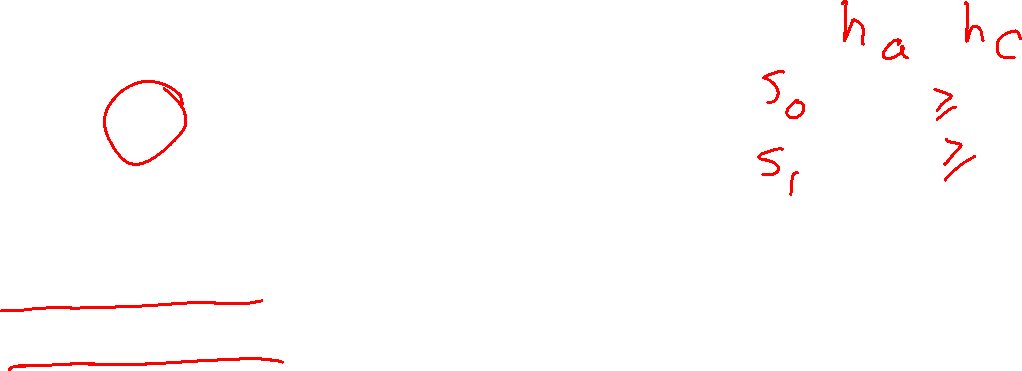 h_a h_c
s_0 ⩾
s_1 ⩾